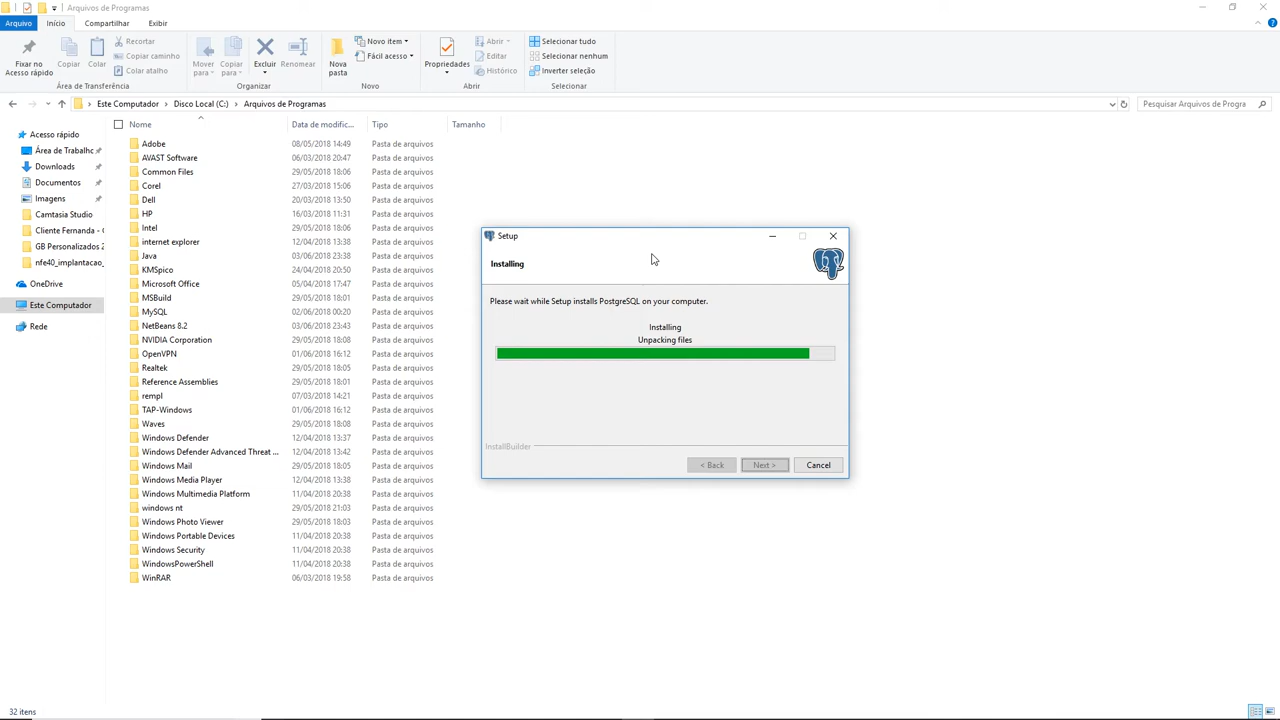 Arquivos de Programas
Arquivo Início Compartilhar Exibir
Fixar no Acesso rápido
Copiar
Colar
Recortar
Copiar caminho
Colar atalho
Área de Transferência
Mover para
Copiar para
Excluir
Renomear
Organizar
Nova pasta
Novo item
Fácil acesso
Novo
Propriedades
Abrir
Editar
Histórico
Abrir
Selecionar tudo
Selecionar nenhum
Inverter seleção
Selecionar
Este Computador > Disco Local (C:) > Arquivos de Programas
Pesquisar Arquivos de Progra
Acesso rápido
Área de Trabalhc
Downloads
Documentos
Imagens
Camtasia Studio
Cliente Fernanda - C
GB Personalizados 2
nfe40_implantacao_
OneDrive
Este Computador
Rede
Nome Data de modific... Tipo Tamanho
Adobe 08/05/2018 14:49 Pasta de arquivos
AVAST Software 06/03/2018 20:47 Pasta de arquivos
Common Files 29/05/2018 18:06 Pasta de arquivos
Corel 27/03/2018 15:06 Pasta de arquivos
Dell 20/03/2018 13:50 Pasta de arquivos
HP 16/03/2018 11:31 Pasta de arquivos
Intel 29/05/2018 18:06 Pasta de arquivos
internet explorer 12/04/2018 13:38 Pasta de arquivos
Java 03/06/2018 23:38 Pasta de arquivos
KMSpico 24/04/2018 20:50 Pasta de arquivos
Microsoft Office 05/04/2018 17:47 Pasta de arquivos
MSBuild 29/05/2018 18:01 Pasta de arquivos
MySQL 02/06/2018 00:20 Pasta de arquivos
NetBeans 8.2 03/06/2018 23:43 Pasta de arquivos
NVIDIA Corporation 29/05/2018 18:08 Pasta de arquivos
OpenVPN 01/06/2018 16:12 Pasta de arquivos
Realtek 29/05/2018 18:08 Pasta de arquivos
Reference Assemblies 29/05/2018 18:01 Pasta de arquivos
rempl 07/03/2018 14:21 Pasta de arquivos
TAP-Windows 01/06/2018 16:12 Pasta de arquivos
Waves 29/05/2018 18:08 Pasta de arquivos
Windows Defender 12/04/2018 13:37 Pasta de arquivos
Windows Defender Advanced Threat ... 12/04/2018 13:42 Pasta de arquivos
Windows Mail 29/05/2018 18:05 Pasta de arquivos
Windows Media Player 12/04/2018 13:38 Pasta de arquivos
Windows Multimedia Platform 11/04/2018 20:38 Pasta de arquivos
windows nt 29/05/2018 21:03 Pasta de arquivos
Windows Photo Viewer 29/05/2018 18:03 Pasta de arquivos
Windows Portable Devices 11/04/2018 20:38 Pasta de arquivos
Windows Security 11/04/2018 20:38 Pasta de arquivos
WindowsPowerShell 11/04/2018 20:38 Pasta de arquivos
WinRAR 06/03/2018 19:58 Pasta de arquivos
Setup
Installing
Please wait while Setup installs PostgreSQL on your computer.
Installing
Unpacking files
InstallBuilder
< Back Next > Cancel
32 itens